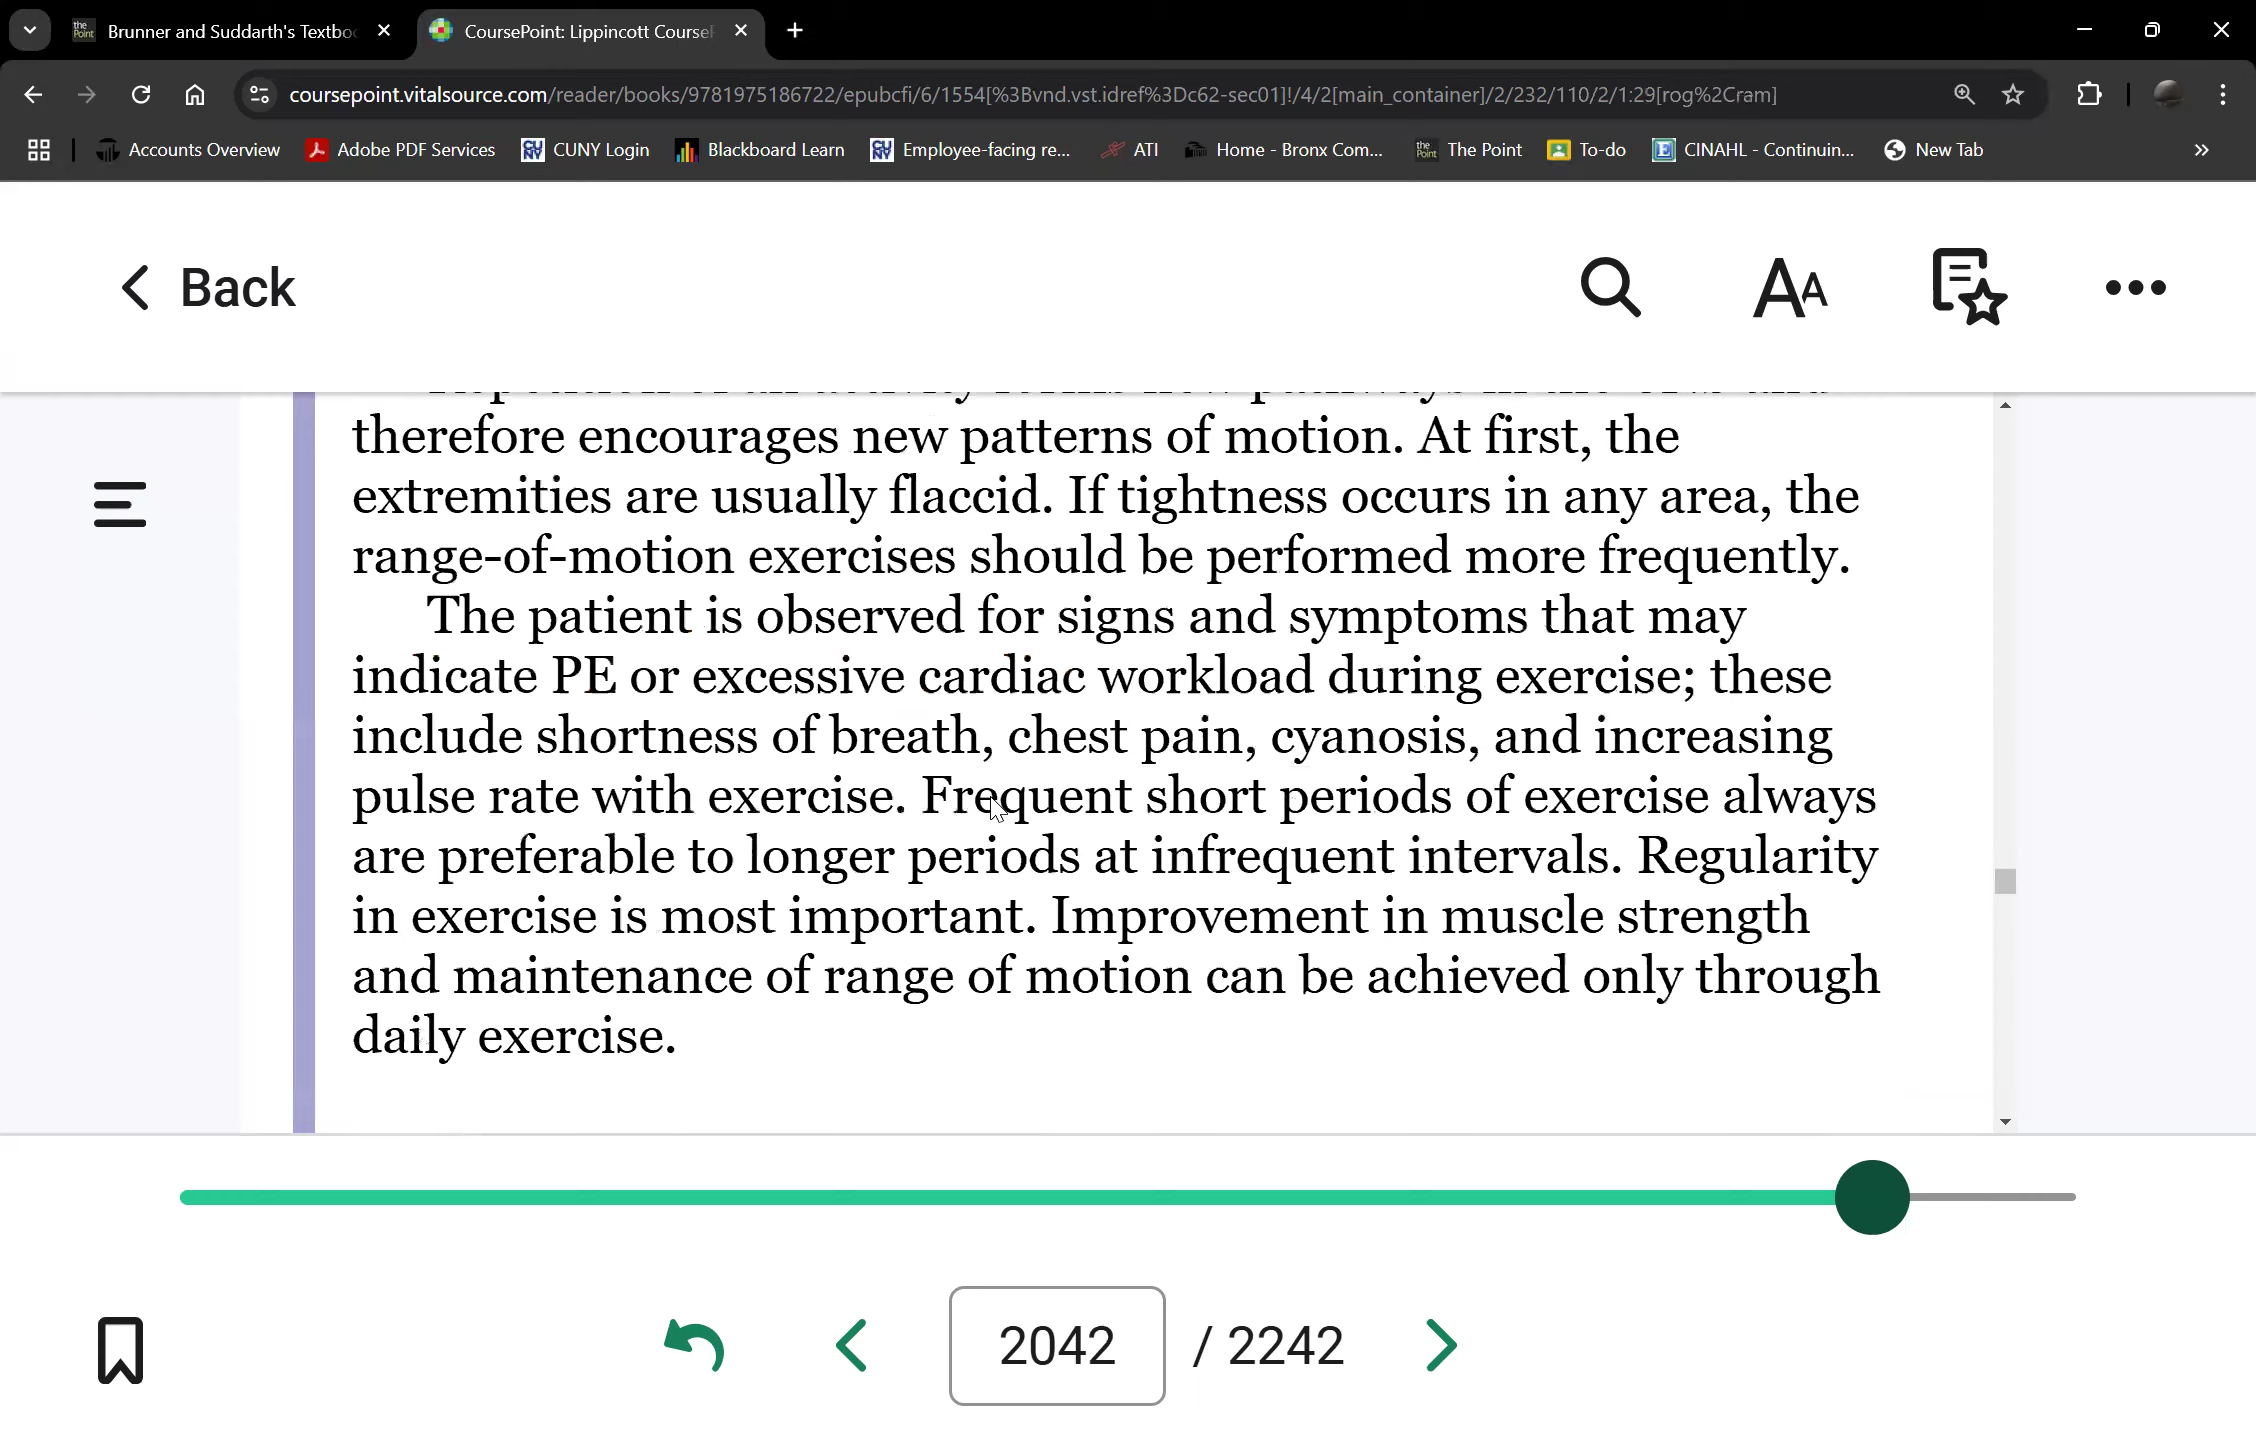 Brunner and Suddarth's Textbo
CoursePoint: Lippincott Course
coursepoint.vitalsource.com/reader/books/9781975186722/epubcfi/6/1554[%3Bvnd.vst.idref%3Dc62-sec01]!/4/2[main_container]/2/232/110/2/1:29[rog%2Cram]
Accounts Overview
Adobe PDF Services
CUNY Login
Blackboard Learn
Employee-facing re...
ATI
Home - Bronx Com...
the Point
The Point
To-do
CINAHL - Continuin...
New Tab
Back
therefore encourages new patterns of motion. At first, the
extremities are usually flaccid. If tightness occurs in any area, the
range-of-motion exercises should be performed more frequently.
The patient is observed for signs and symptoms that may
indicate PE or excessive cardiac workload during exercise; these
include shortness of breath, chest pain, cyanosis, and increasing
pulse rate with exercise. Frequent short periods of exercise always
are preferable to longer periods at infrequent intervals. Regularity
in exercise is most important. Improvement in muscle strength
and maintenance of range of motion can be achieved only through
daily exercise.
2042 / 2242